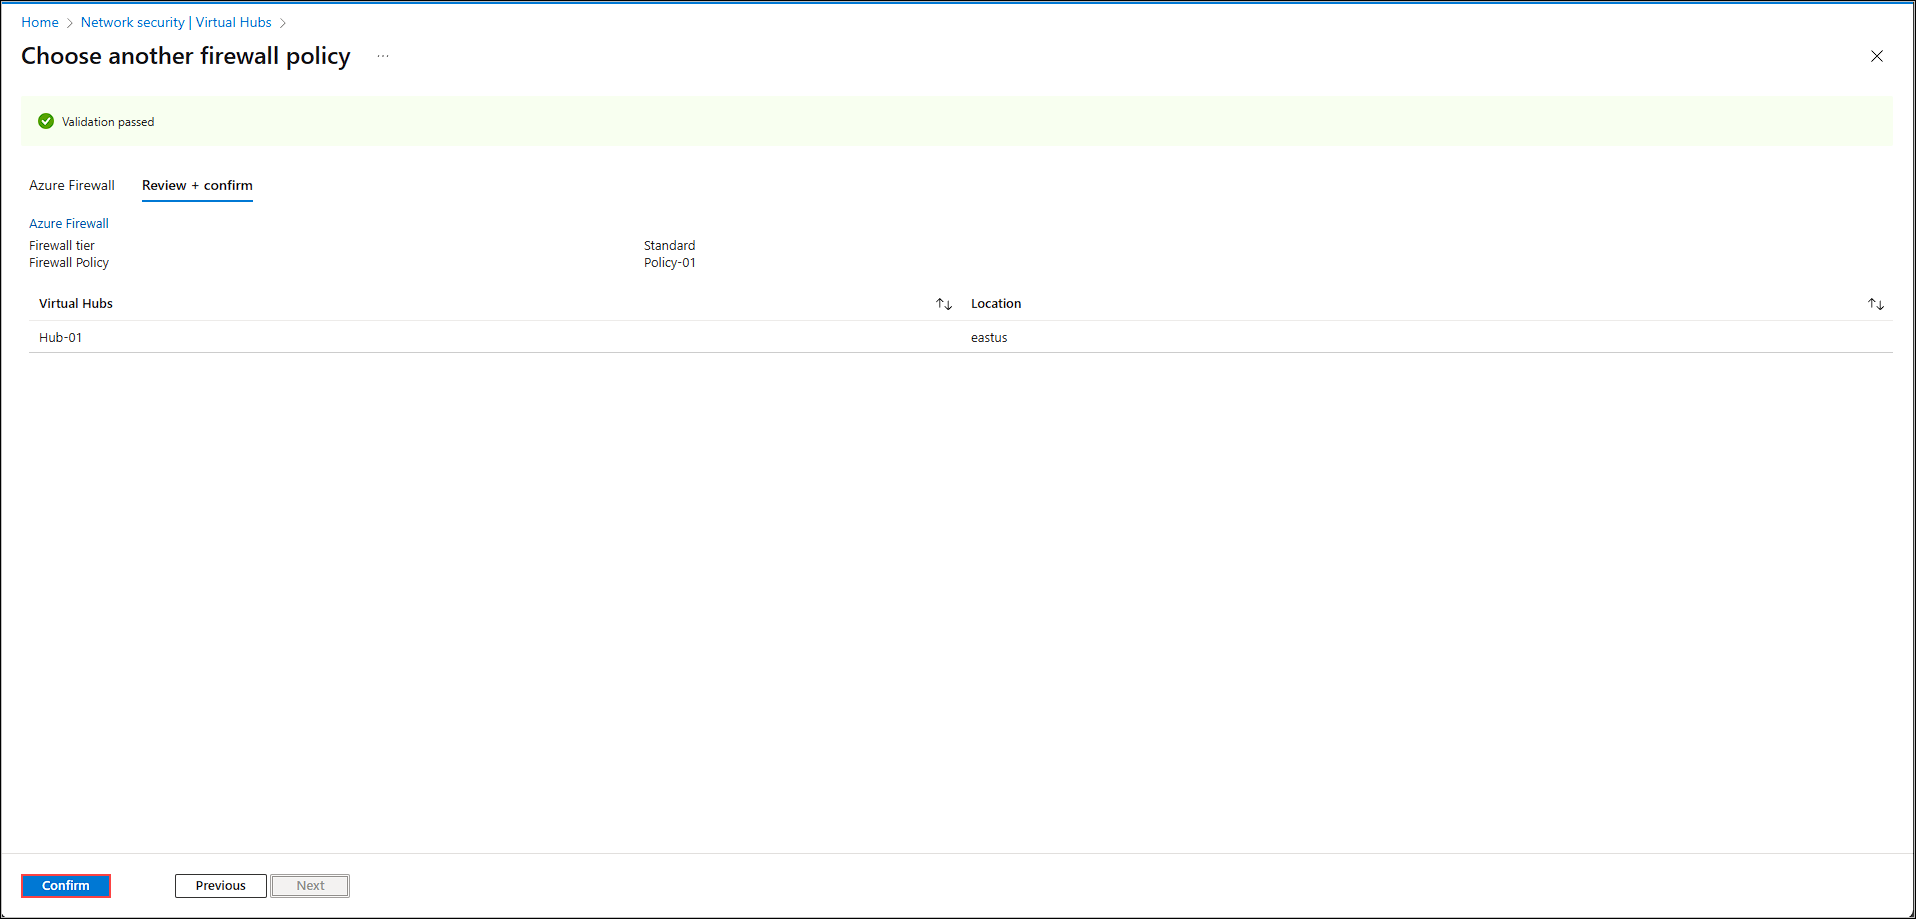 Home > Network security | Virtual Hubs >
Choose another firewall policy ...
Validation passed
Azure Firewall Review + confirm
Azure Firewall
Firewall tier Standard
Firewall Policy Policy-01
Virtual Hubs ↑↓ Location ↑↓
Hub-01 eastus
Confirm Previous Next